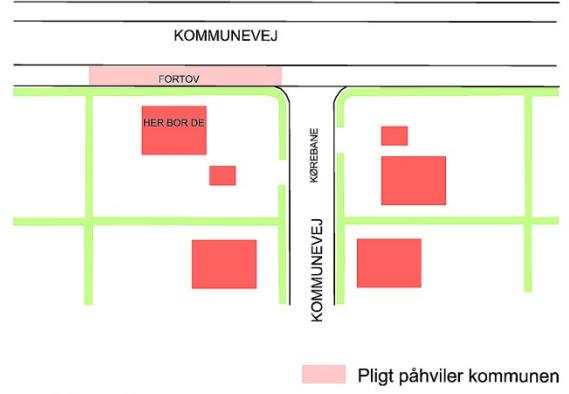 KOMMUNEVEJ
FORTOV
HER BOR DE
KØREBANE
KOMMUNEVEJ
Pligt påhviler kommunen